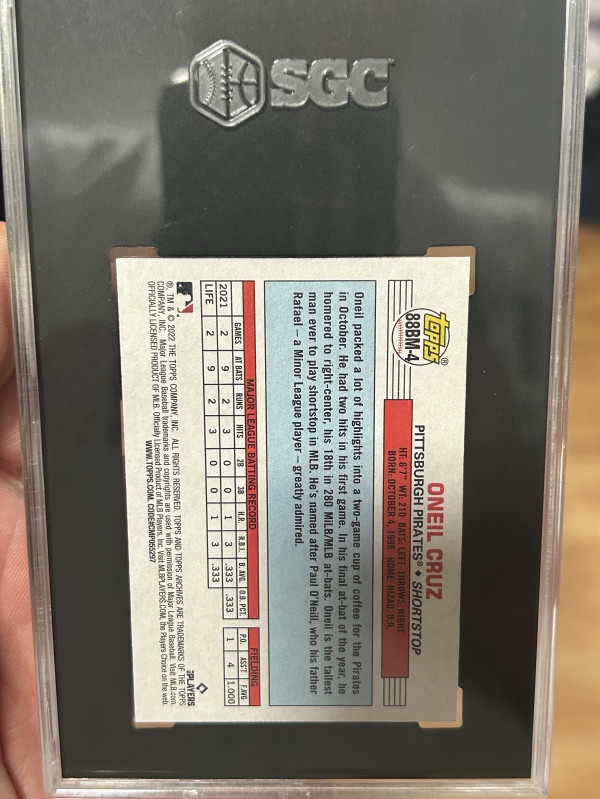 SGC
topps®
88BM-4
ONEIL CRUZ
PITTSBURGH PIRATES® ◆ SHORTSTOP
HT: 6'7" WT: 210 BATS: LEFT THROWS: RIGHT
BORN: OCTOBER 4, 1998 HOME: NIZAO, D.R.
Oneil packed a lot of highlights into a two-game cup of coffee for the Pirates
in October. He had two hits in his first game. In his final at-bat of the year, he
homered to right-center, his 18th in 280 MiLB/MLB at-bats. Oneil is the tallest
man ever to play shortstop in MLB. He's named after Paul O'Neill, who his father
Rafael – a Minor League player – greatly admired.
MAJOR LEAGUE BATTING RECORD FIELDING
GAMES AT BATS RUNS HITS 2B 3B H.R. R.B.I. B. AVG. O.B. PCT. P.O. ASS'T F.AVG
2021 2 9 2 3 0 0 1 3 .333 .333 1 4 1.000
LIFE 2 9 2 3 0 0 1 3 .333
PLAYERS
®, TM & © 2022 THE TOPPS COMPANY, INC. ALL RIGHTS RESERVED. TOPPS AND TOPPS ARCHIVES ARE TRADEMARKS OF THE TOPPS
COMPANY, INC. Major League Baseball trademarks and copyrights are used with permission of Major League Baseball. Visit MLB.com.
OFFICIALLY LICENSED PRODUCT OF MLB Players, Inc. Visit MLBPLAYERS.COM, the Players Choice on the web.
WWW.TOPPS.COM. CODE#CMP055297